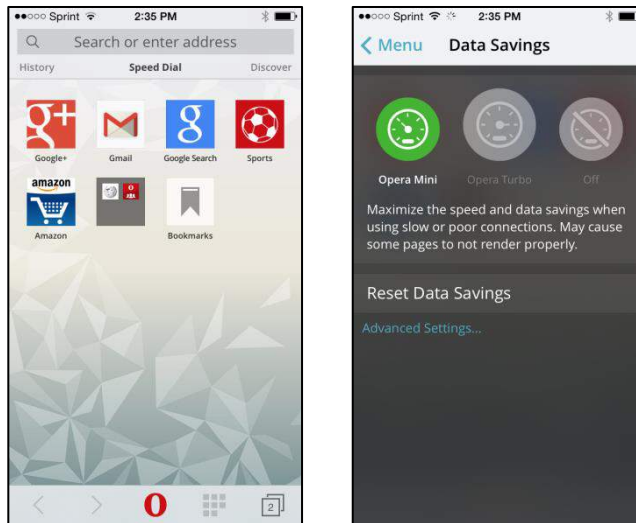 Sprint 2:35 PM
Search or enter address
History Speed Dial Discover
g+ 8
Google+ Gmail Google Search Sports
amazon
Amazon Bookmarks
2
Sprint 2:35 PM
Menu Data Savings
Opera Mini Opera Turbo Off
Maximize the speed and data savings when
using slow or poor connections. May cause
some pages to not render properly.
Reset Data Savings
Advanced Settings...